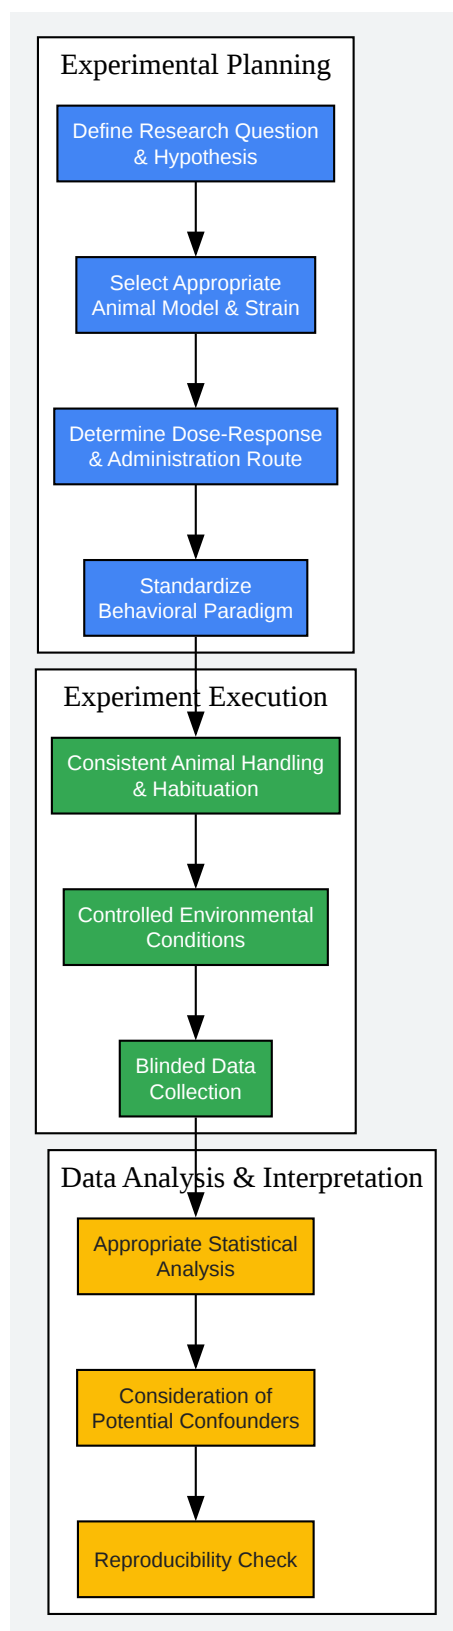 Experimental Planning
Define Research Question
& Hypothesis
Select Appropriate
Animal Model & Strain
Determine Dose-Response
& Administration Route
Standardize
Behavioral Paradigm
Experiment Execution
Consistent Animal Handling
& Habituation
Controlled Environmental
Conditions
Blinded Data
Collection
Data Analysis & Interpretation
Appropriate Statistical
Analysis
Consideration of
Potential Confounders
Reproducibility Check